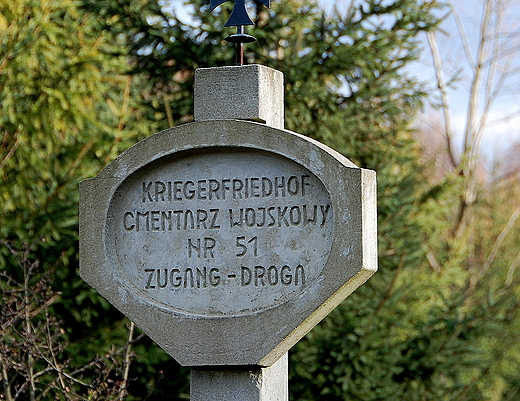 KRIEGERFRIEDHOF
CMENTARZ WOJSKOWY
NR 51
ZUGANG - DROGA